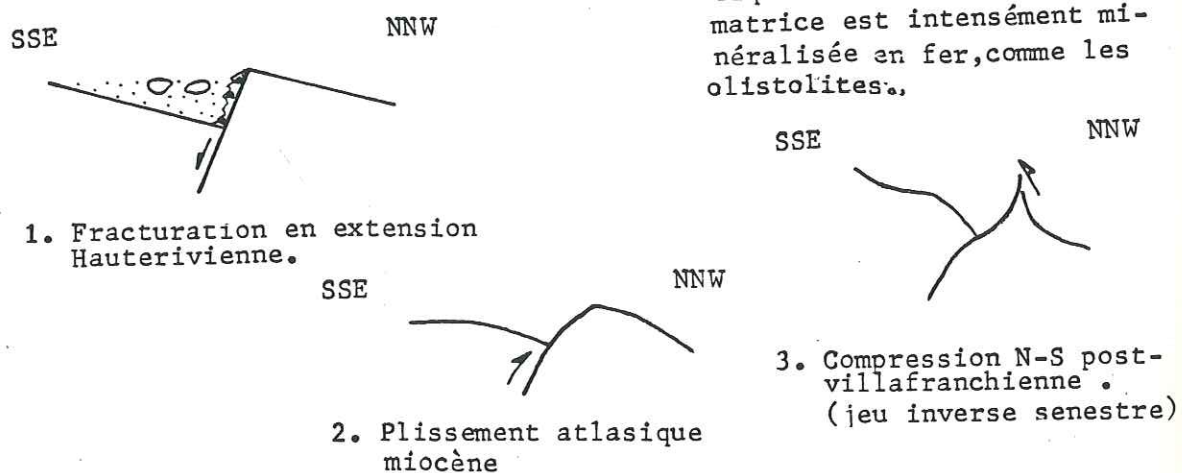 matrice est intensément mi-
néralisée en fer,comme les
olistolites.,
SSE
NNW
1. Fracturation en extension
Hauterivienne.
SSE
NNW
2. Plissement atlasique
miocène
SSE
NNW
3. Compression N-S post-
villafranchienne .
(jeu inverse senestre)